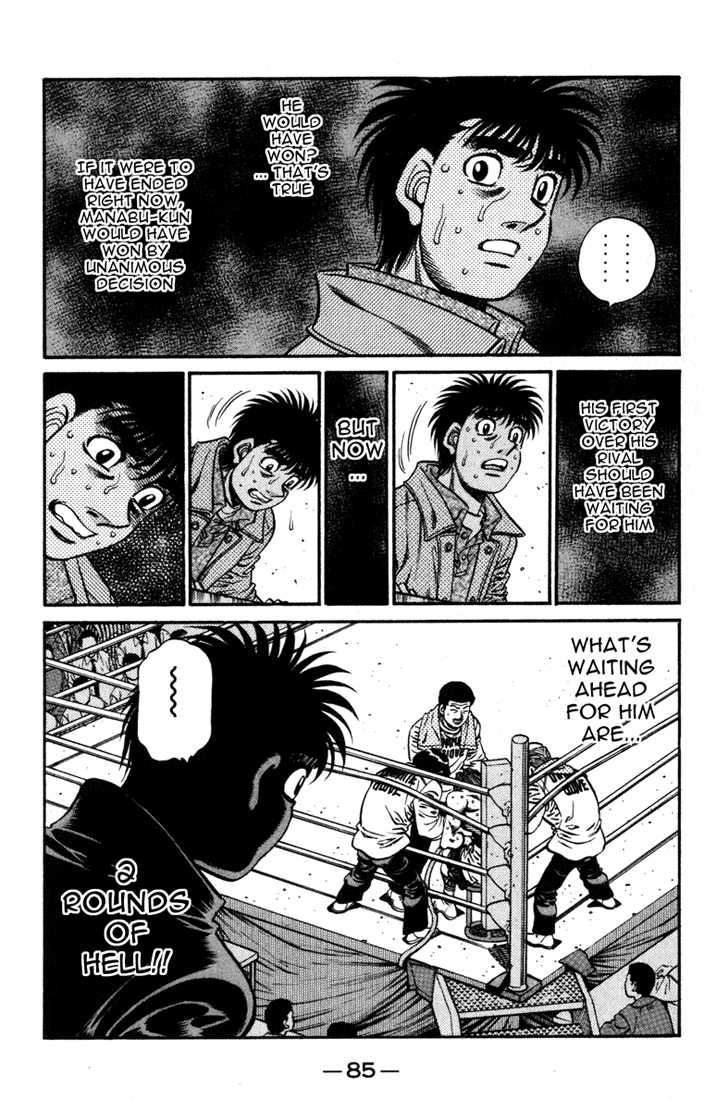 HE
WOULD
HAVE
WON?
... THAT'S
TRUE
IF IT WERE TO
HAVE ENDED
RIGHT NOW,
MANABU-KUN
WOULD HAVE
WON BY
UNANIMOUS
DECISION
......
HIS FIRST
VICTORY
OVER HIS
RIVAL
SHOULD
HAVE BEEN
WAITING
FOR HIM
BUT
NOW
...
WHAT'S
WAITING
AHEAD
FOR HIM
ARE...
2
ROUNDS
OF
HELL!!
—85—